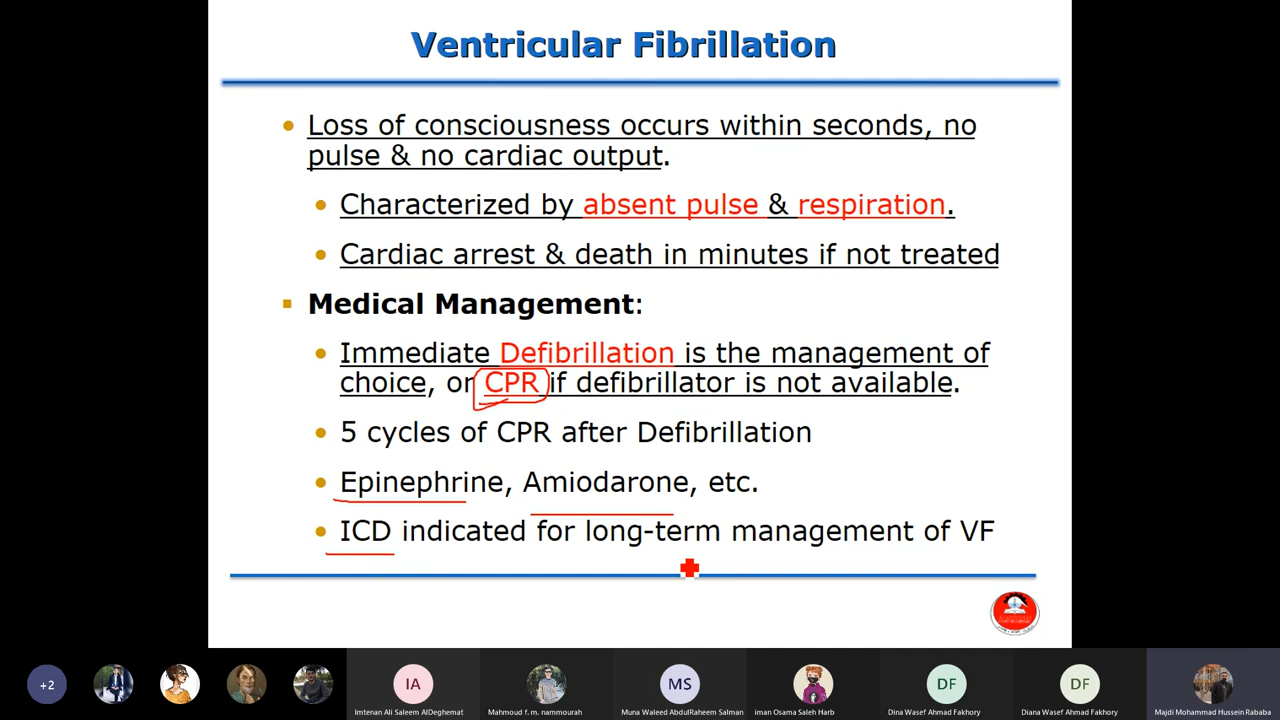 Ventricular Fibrillation
• Loss of consciousness occurs within seconds, no
pulse & no cardiac output.
• Characterized by absent pulse & respiration.
• Cardiac arrest & death in minutes if not treated
▪ Medical Management:
• Immediate Defibrillation is the management of
choice, or CPR if defibrillator is not available.
• 5 cycles of CPR after Defibrillation
• Epinephrine, Amiodarone, etc.
• ICD indicated for long-term management of VF
+2
IA
MS
DF
DF
Imtenan Ali Saleem AlDeghemat
Mahmoud f. m. nammourah
Muna Waleed AbdulRaheem Salman
iman Osama Saleh Harb
Dina Wasef Ahmad Fakhory
Diana Wasef Ahmad Fakhory
Majdi Mohammad Hussein Rababa